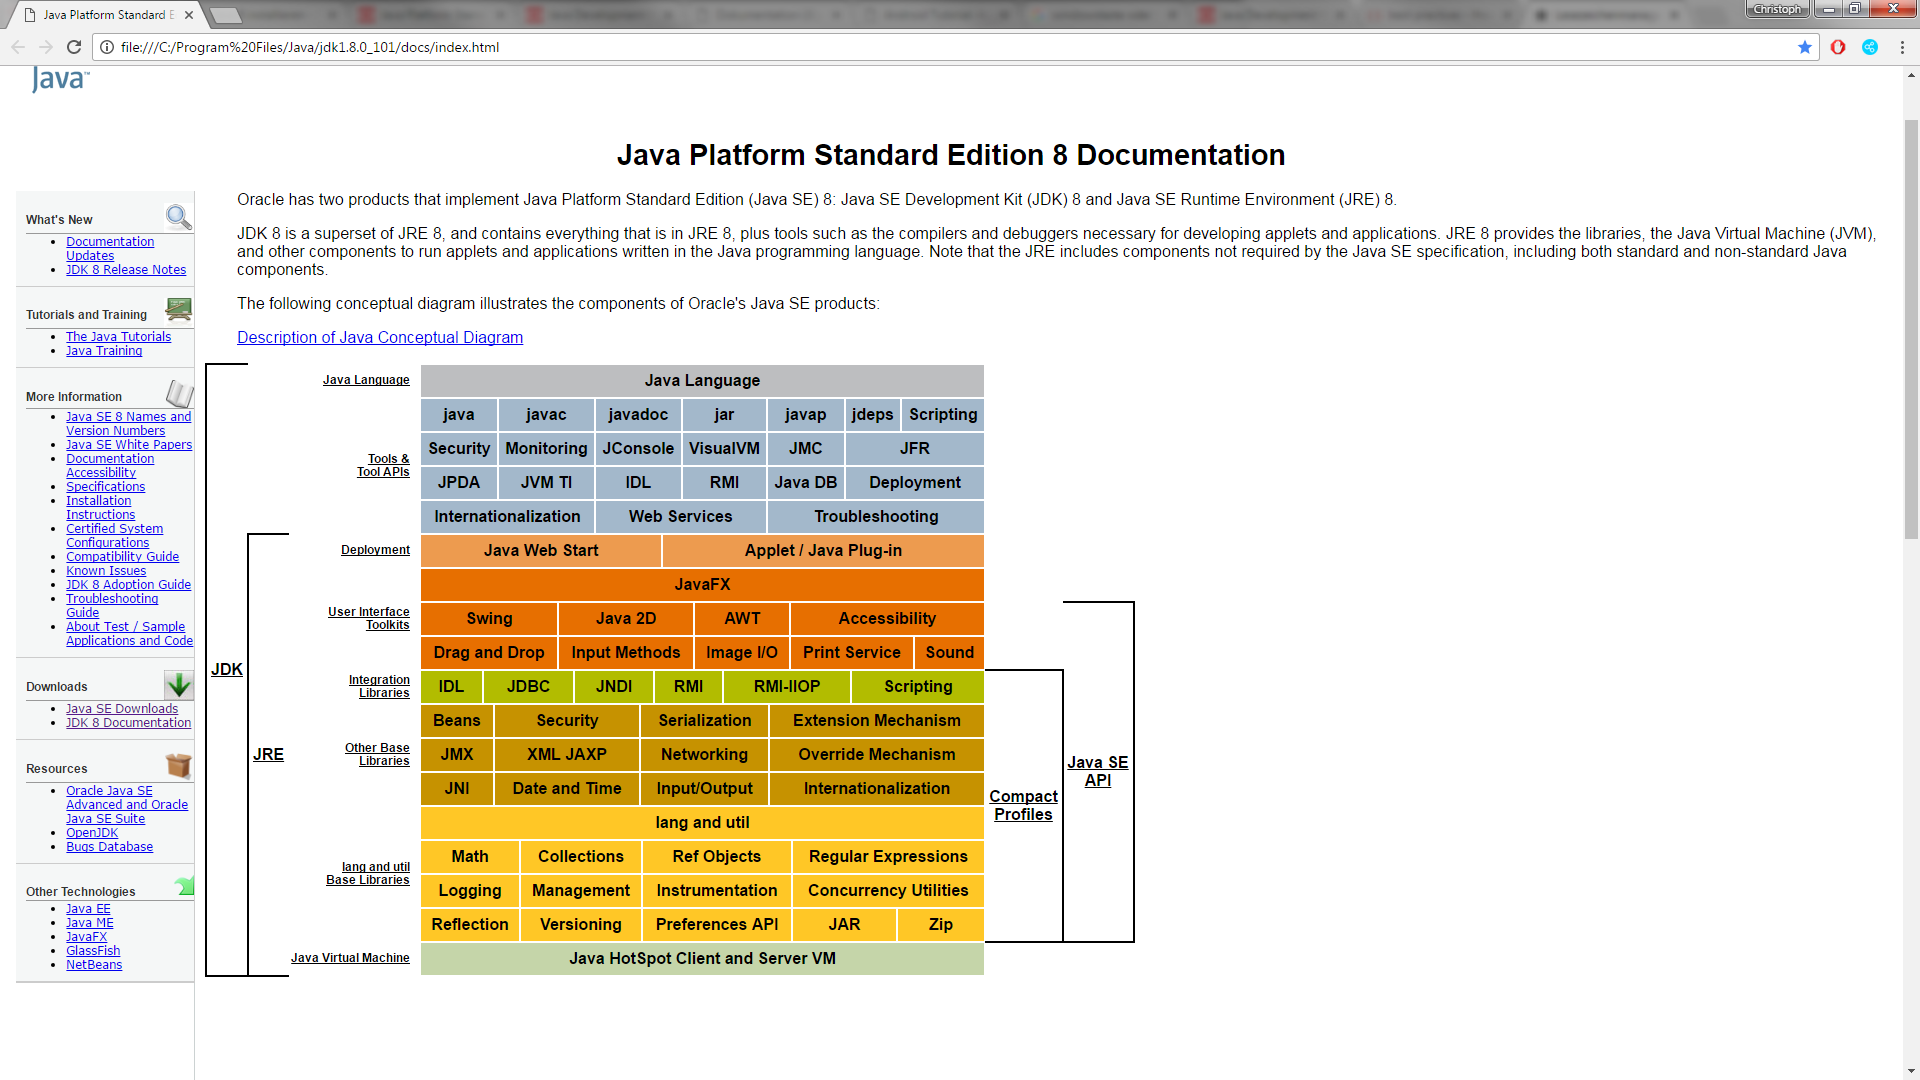 Java Platform Standard E
Christoph
file:///C:/Program%20Files/Java/jdk1.8.0_101/docs/index.html
Java™
Java Platform Standard Edition 8 Documentation
What's New
Documentation
Updates
JDK 8 Release Notes
Tutorials and Training
The Java Tutorials
Java Training
More Information
Java SE 8 Names and
Version Numbers
Java SE White Papers
Documentation
Accessibility
Specifications
Installation
Instructions
Certified System
Configurations
Compatibility Guide
Known Issues
JDK 8 Adoption Guide
Troubleshooting
Guide
About Test / Sample
Applications and Code
Downloads
Java SE Downloads
JDK 8 Documentation
Resources
Oracle Java SE
Advanced and Oracle
Java SE Suite
OpenJDK
Bugs Database
Other Technologies
Java EE
Java ME
JavaFX
GlassFish
NetBeans
Oracle has two products that implement Java Platform Standard Edition (Java SE) 8: Java SE Development Kit (JDK) 8 and Java SE Runtime Environment (JRE) 8.
JDK 8 is a superset of JRE 8, and contains everything that is in JRE 8, plus tools such as the compilers and debuggers necessary for developing applets and applications. JRE 8 provides the libraries, the Java Virtual Machine (JVM),
and other components to run applets and applications written in the Java programming language. Note that the JRE includes components not required by the Java SE specification, including both standard and non-standard Java
components.
The following conceptual diagram illustrates the components of Oracle's Java SE products:
Description of Java Conceptual Diagram
Java Language Java Language
java javac javadoc jar javap jdeps Scripting
Tools &
Tool APIs
Security Monitoring JConsole VisualVM JMC JFR
JPDA JVM TI IDL RMI Java DB Deployment
Internationalization Web Services Troubleshooting
Deployment Java Web Start Applet / Java Plug-in
JavaFX
User Interface
Toolkits
Swing Java 2D AWT Accessibility
Drag and Drop Input Methods Image I/O Print Service Sound
JDK
Integration
Libraries
IDL JDBC JNDI RMI RMI-IIOP Scripting
Beans Security Serialization Extension Mechanism
JRE
Other Base
Libraries
JMX XML JAXP Networking Override Mechanism
Java SE
API
JNI Date and Time Input/Output Internationalization
Compact
Profiles
lang and util
lang and util
Base Libraries
Math Collections Ref Objects Regular Expressions
Logging Management Instrumentation Concurrency Utilities
Reflection Versioning Preferences API JAR Zip
Java Virtual Machine Java HotSpot Client and Server VM